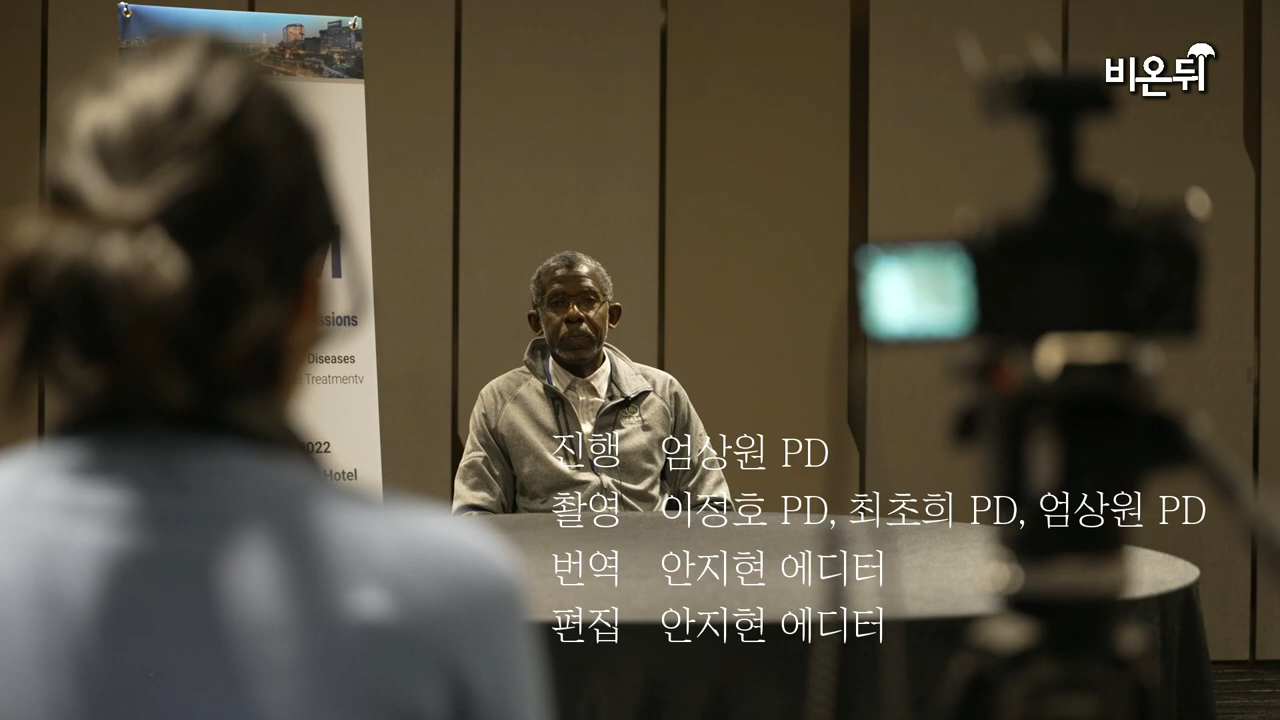 비온뒤
ssions
Diseases
Treatment
2022
Hotel
진행 엄상원 PD
촬영 이정호 PD, 최초희 PD, 엄상원 PD
번역 안지현 에디터
편집 안지현 에디터